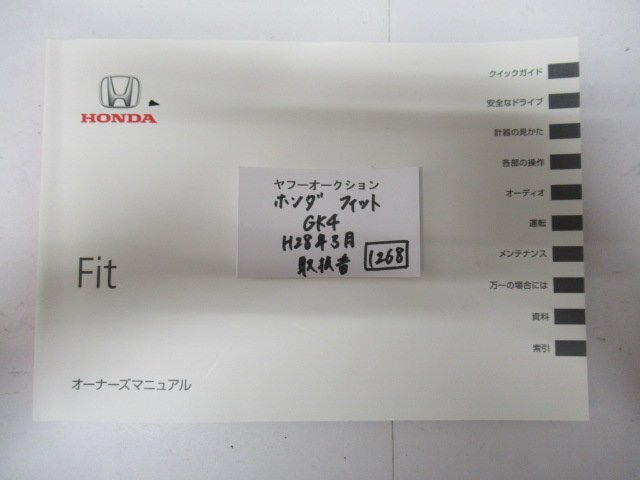 HONDA
Fit
オーナーズマニュアル
ヤフーオークション
ホンダ フィット
GK4
H28年3月
取扱書
1268
クイックガイド
安全なドライブ
計器の見かた
各部の操作
オーディオ
運転
メンテナンス
万一の場合には
資料
索引